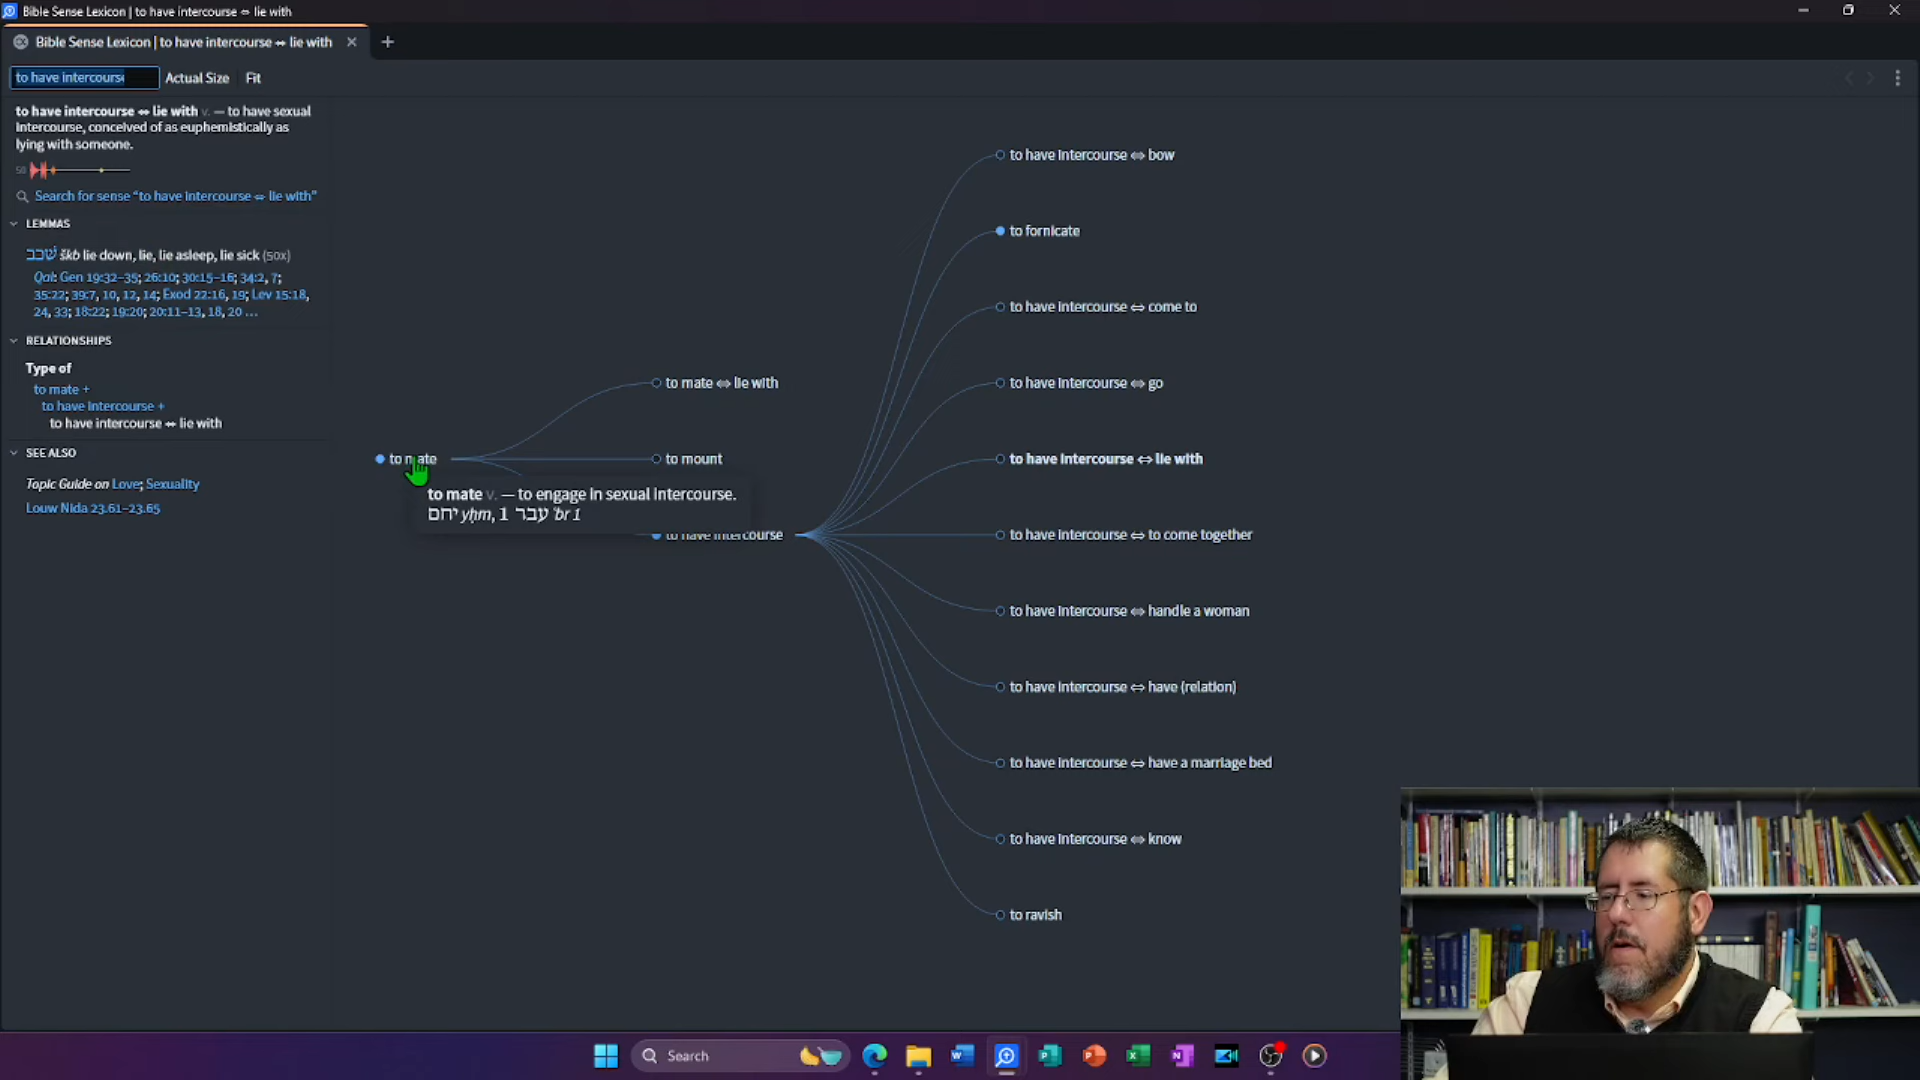 Bible Sense Lexicon | to have intercourse ⇔ lie with
Bible Sense Lexicon | to have intercourse ⇔ lie with
to have intercourse Actual Size Fit
to have intercourse ⇔ lie with v. — to have sexual
intercourse, conceived of as euphemistically as
lying with someone.
50
Search for sense “to have intercourse ⇔ lie with”
LEMMAS
שׁכב škb lie down, lie, lie asleep, lie sick (50x)
Qal: Gen 19:32–35; 26:10; 30:15–16; 34:2, 7;
35:22; 39:7, 10, 12, 14; Exod 22:16, 19; Lev 15:18,
24, 33; 18:22; 19:20; 20:11–13, 18, 20 ...
RELATIONSHIPS
Type of
to mate +
to have intercourse +
to have intercourse ⇔ lie with
SEE ALSO
Topic Guide on Love; Sexuality
Louw Nida 23.61–23.65
to mate
to mate v. — to engage in sexual intercourse.
יחם yḥm, עבר 1 ʿbr 1
to mate ⇔ lie with
to mount
to have intercourse
to have intercourse ⇔ bow
to fornicate
to have intercourse ⇔ come to
to have intercourse ⇔ go
to have intercourse ⇔ lie with
to have intercourse ⇔ to come together
to have intercourse ⇔ handle a woman
to have intercourse ⇔ have (relation)
to have intercourse ⇔ have a marriage bed
to have intercourse ⇔ know
to ravish
Search